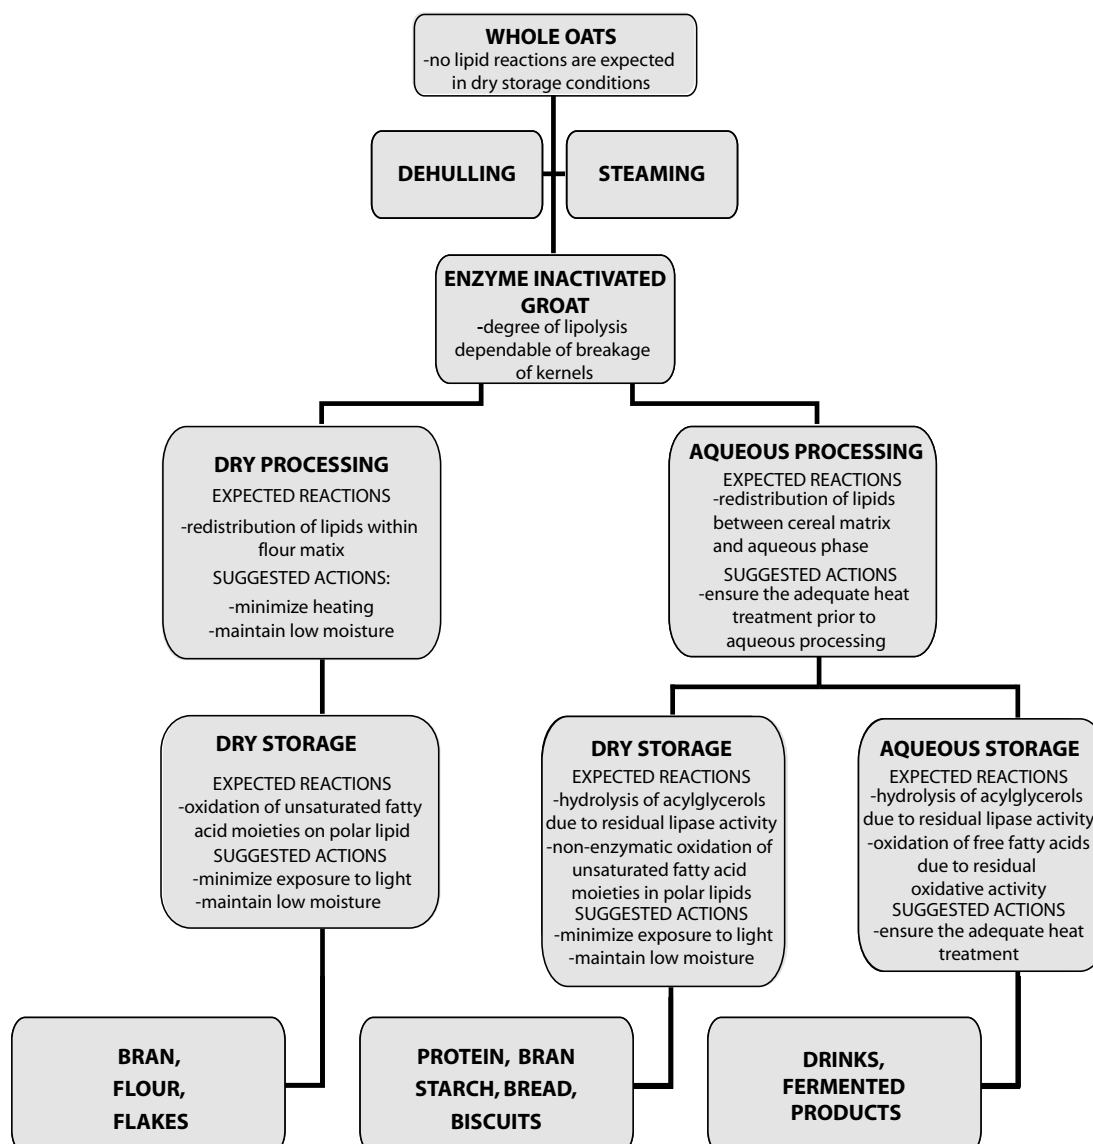 WHOLE OATS
-no lipid reactions are expected
in dry storage conditions
DEHULLING
STEAMING
ENZYME INACTIVATED
GROAT
-degree of lipolysis
dependable of breakage
of kernels
DRY PROCESSING
EXPECTED REACTIONS
-redistribution of lipids within
flour matix
SUGGESTED ACTIONS:
-minimize heating
-maintain low moisture
AQUEOUS PROCESSING
EXPECTED REACTIONS
-redistribution of lipids
between cereal matrix
and aqueous phase
SUGGESTED ACTIONS
-ensure the adequate heat
treatment prior to
aqueous processing
DRY STORAGE
EXPECTED REACTIONS
-oxidation of unsaturated fatty
acid moieties on polar lipid
SUGGESTED ACTIONS
-minimize exposure to light
-maintain low moisture
DRY STORAGE
EXPECTED REACTIONS
-hydrolysis of acylglycerols
due to residual lipase activity
-non-enzymatic oxidation of
unsaturated fatty acid
moieties in polar lipids
SUGGESTED ACTIONS
-minimize exposure to light
-maintain low moisture
AQUEOUS STORAGE
EXPECTED REACTIONS
-hydrolysis of acylglycerols
due to residual lipase activity
-oxidation of free fatty acids
due to residual
oxidative activity
SUGGESTED ACTIONS
-ensure the adequate heat
treatment
BRAN,
FLOUR,
FLAKES
PROTEIN, BRAN
STARCH, BREAD,
BISCUITS
DRINKS,
FERMENTED
PRODUCTS